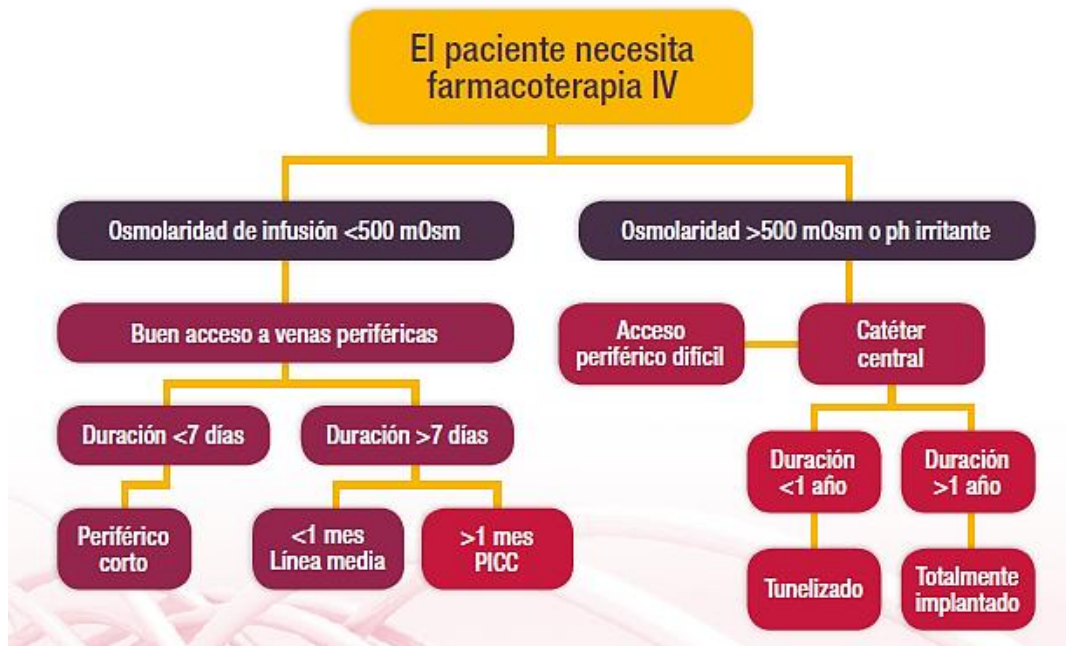 El paciente necesita
farmacoterapia IV
Osmolaridad de infusión <500 mOsm
Osmolaridad >500 mOsm o ph irritante
Buen acceso a venas periféricas
Acceso
periférico difícil
Catéter
central
Duración <7 días
Duración >7 días
Duración
<1 año
Duración
>1 año
Periférico
corto
<1 mes
Línea media
>1 mes
PICC
Tunelizado
Totalmente
implantado